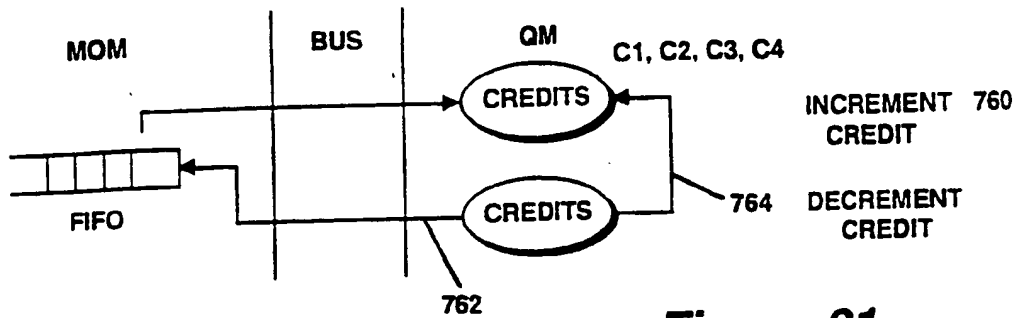 MOM
BUS
QM
C1, C2, C3, C4
CREDITS
INCREMENT 760
CREDIT
FIFO
CREDITS
764
DECREMENT
CREDIT
762